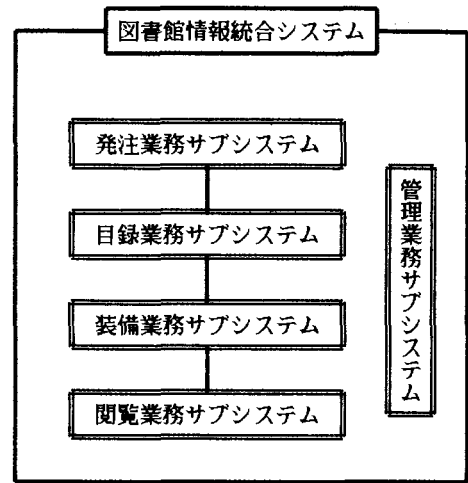 図書館情報統合システム
発注業務サブシステム
目録業務サブシステム
装備業務サブシステム
閲覧業務サブシステム
管理業務サブシステム